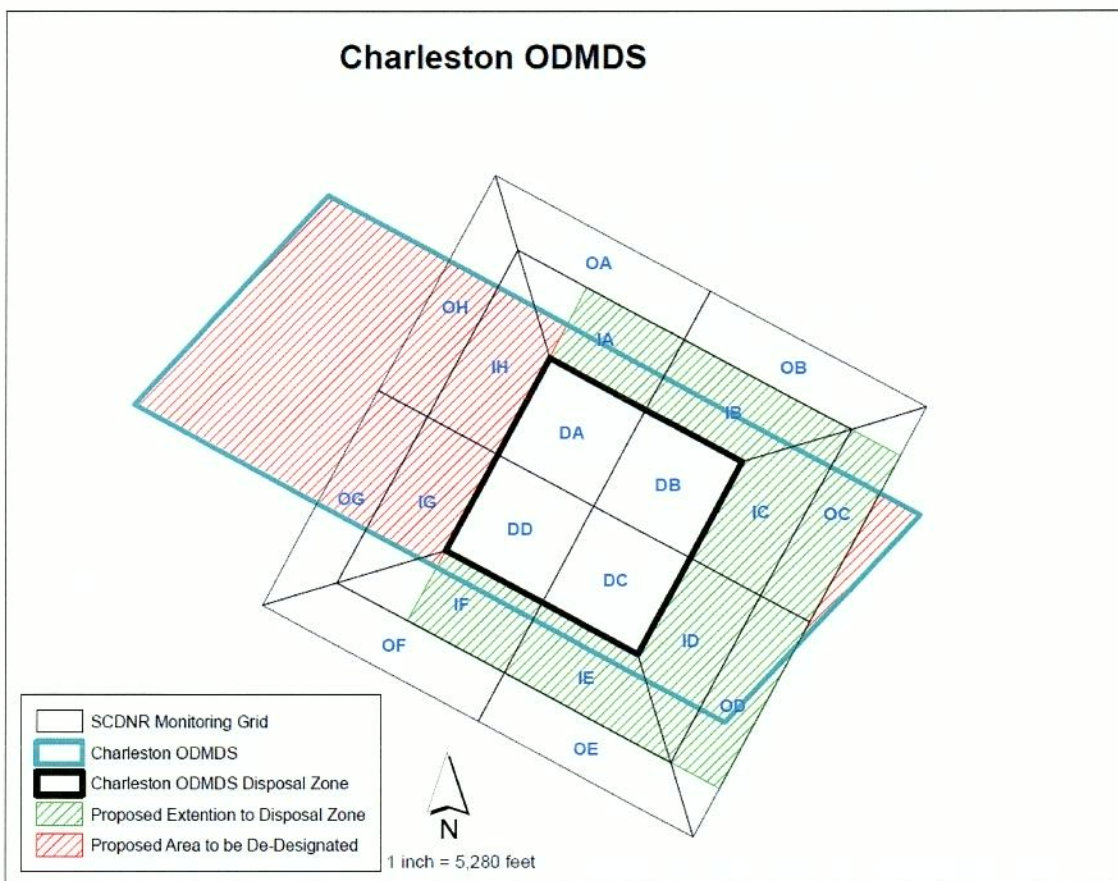 Charleston ODMDS
OA
OH
IA
IH
OB
IB
DA
DB
OG
IG
IC
OC
DD
DC
IF
ID
OF
IE
OD
OE
SCDNR Monitoring Grid
Charleston ODMDS
Charleston ODMDS Disposal Zone
Proposed Extention to Disposal Zone
Proposed Area to be De-Designated
N
1 inch = 5,280 feet